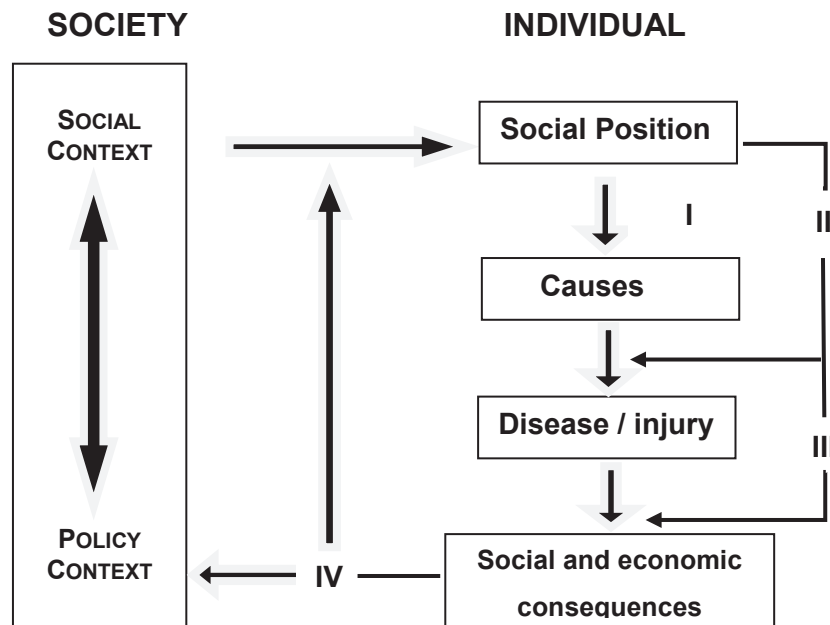 SOCIETY
INDIVIDUAL
SOCIAL
CONTEXT
Social Position
I
II
Causes
Disease / injury
III
POLICY
CONTEXT
IV
Social and economic
consequences